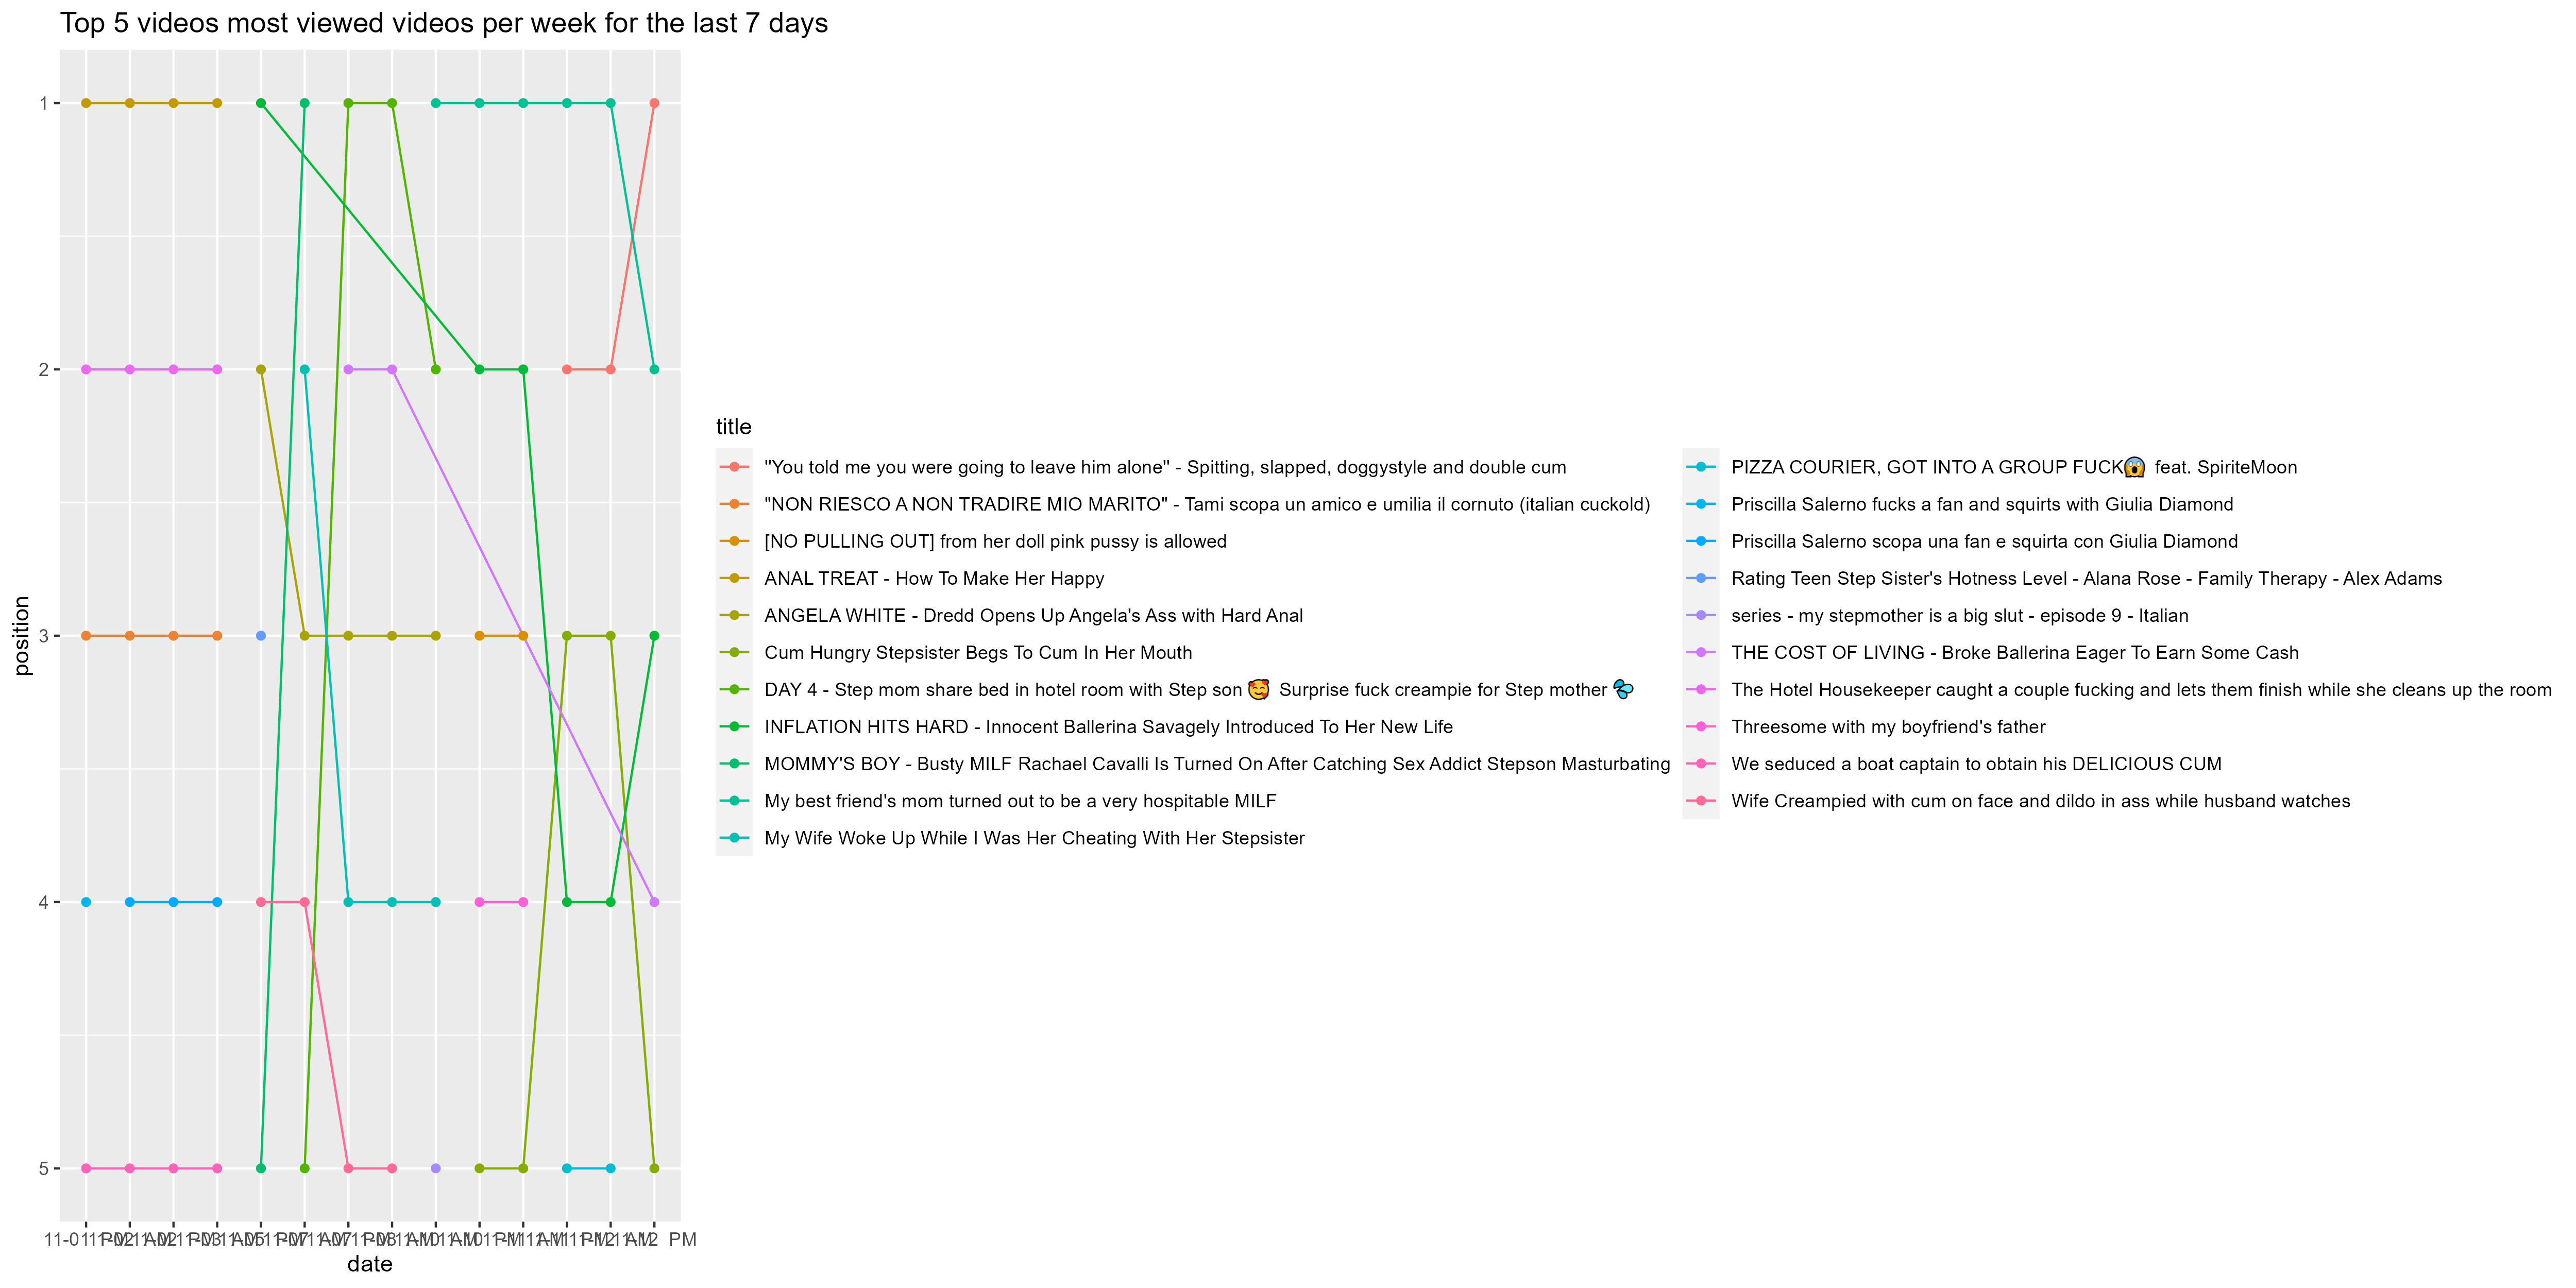 Top 5 videos most viewed videos per week for the last 7 days
1
2
3
4
5
position
date
title
"You told me you were going to leave him alone" - Spitting, slapped, doggystyle and double cum
"NON RIESCO A NON TRADIRE MIO MARITO" - Tami scopa un amico e umilia il cornuto (italian cuckold)
[NO PULLING OUT] from her doll pink pussy is allowed
ANAL TREAT - How To Make Her Happy
ANGELA WHITE - Dredd Opens Up Angela's Ass with Hard Anal
Cum Hungry Stepsister Begs To Cum In Her Mouth
DAY 4 - Step mom share bed in hotel room with Step son 🥰 Surprise fuck creampie for Step mother 💦
INFLATION HITS HARD - Innocent Ballerina Savagely Introduced To Her New Life
MOMMY'S BOY - Busty MILF Rachael Cavalli Is Turned On After Catching Sex Addict Stepson Masturbating
My best friend's mom turned out to be a very hospitable MILF
My Wife Woke Up While I Was Her Cheating With Her Stepsister
PIZZA COURIER, GOT INTO A GROUP FUCK😱 feat. SpiriteMoon
Priscilla Salerno fucks a fan and squirts with Giulia Diamond
Priscilla Salerno scopa una fan e squirta con Giulia Diamond
Rating Teen Step Sister's Hotness Level - Alana Rose - Family Therapy - Alex Adams
series - my stepmother is a big slut - episode 9 - Italian
THE COST OF LIVING - Broke Ballerina Eager To Earn Some Cash
The Hotel Housekeeper caught a couple fucking and lets them finish while she cleans up the room
Threesome with my boyfriend's father
We seduced a boat captain to obtain his DELICIOUS CUM
Wife Creampied with cum on face and dildo in ass while husband watches